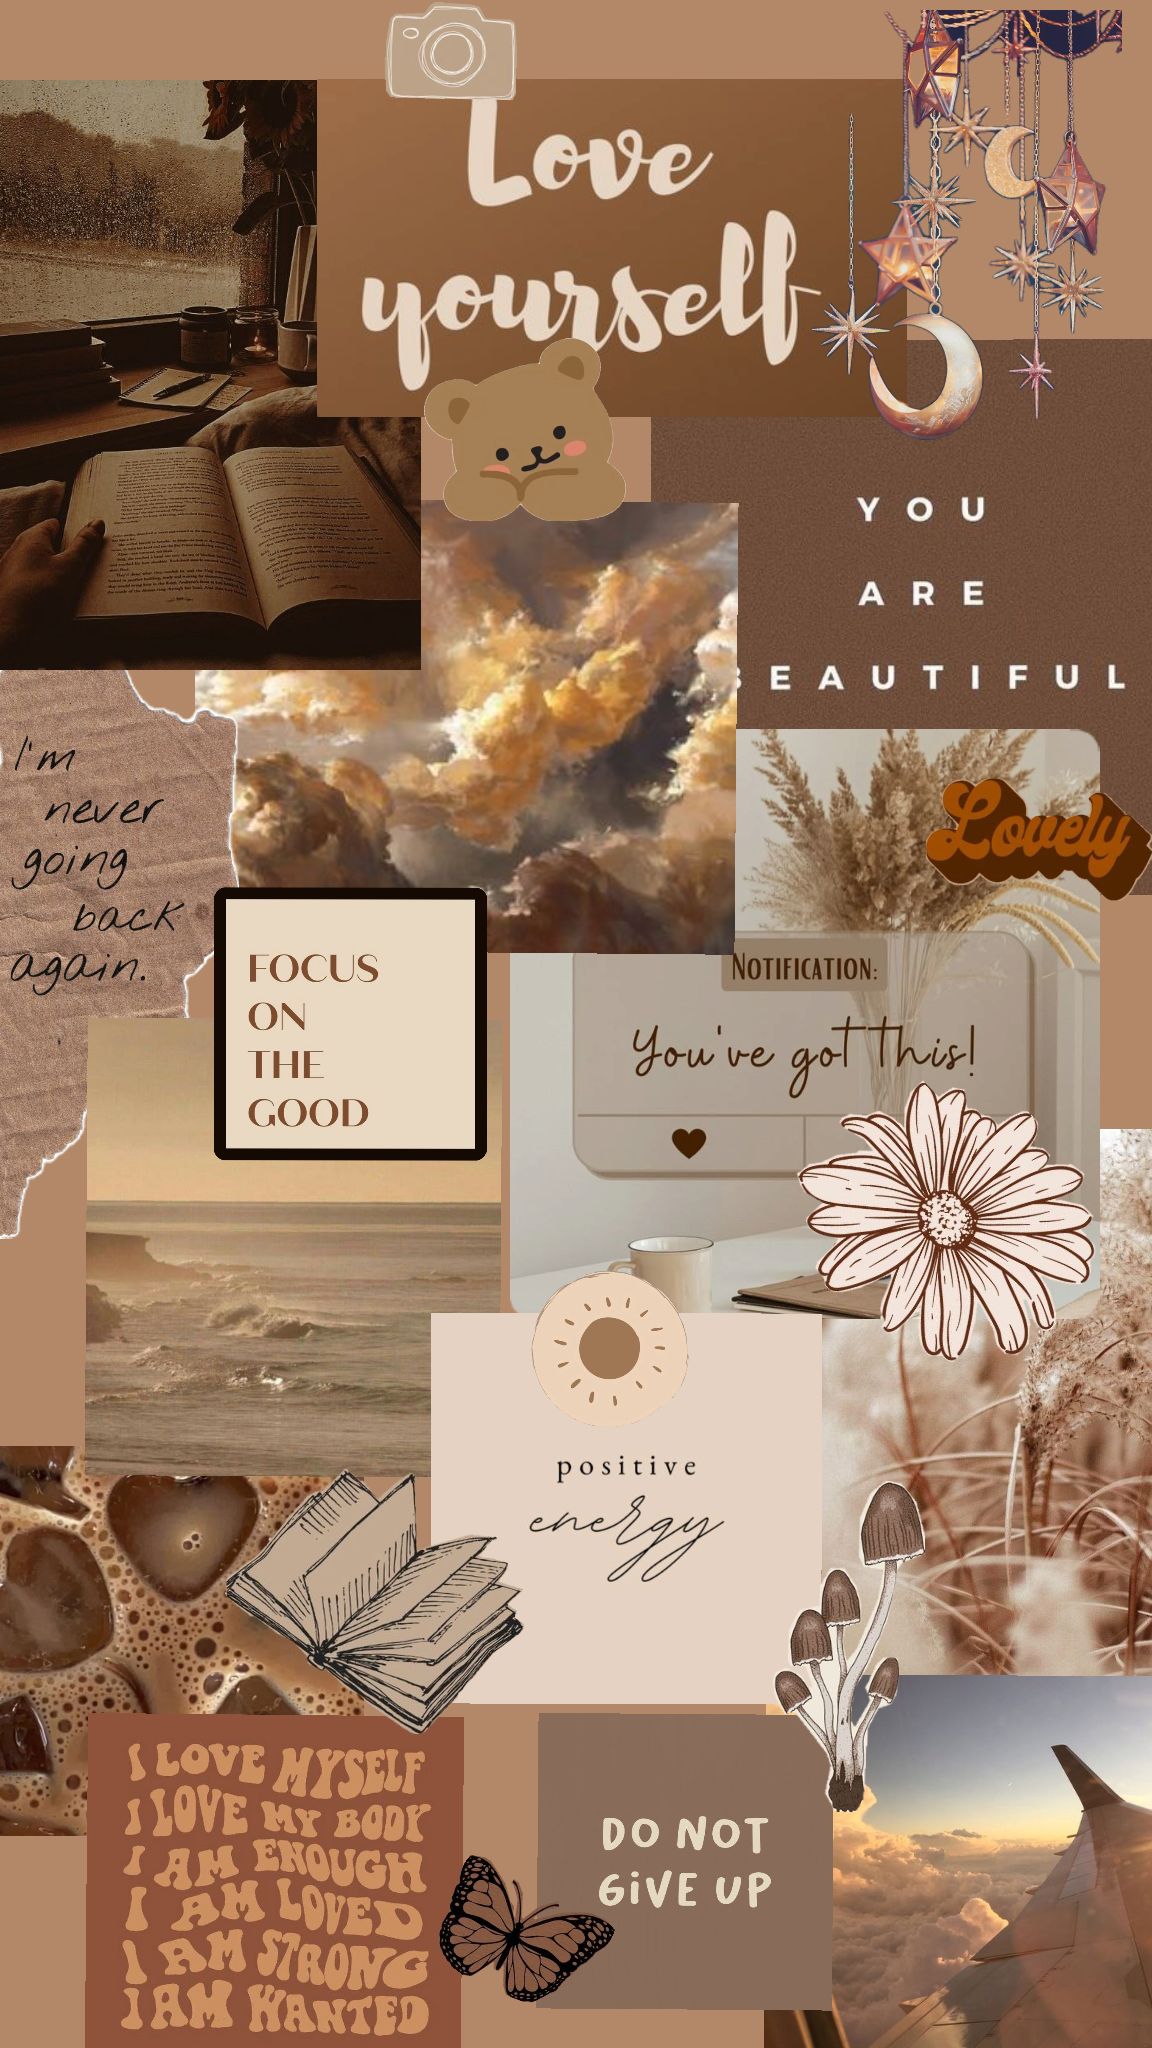 Love
yourself
YOU
ARE
BEAUTIFUL
I'm
never
going
back
again.
Lovely
FOCUS
ON
THE
GOOD
NOTIFICATION:
You've got this!
positive
energy
I LOVE MYSELF
I LOVE MY BODY
I AM ENOUGH
I AM LOVED
I AM STRONG
I AM WANTED
DO NOT
GiVE UP